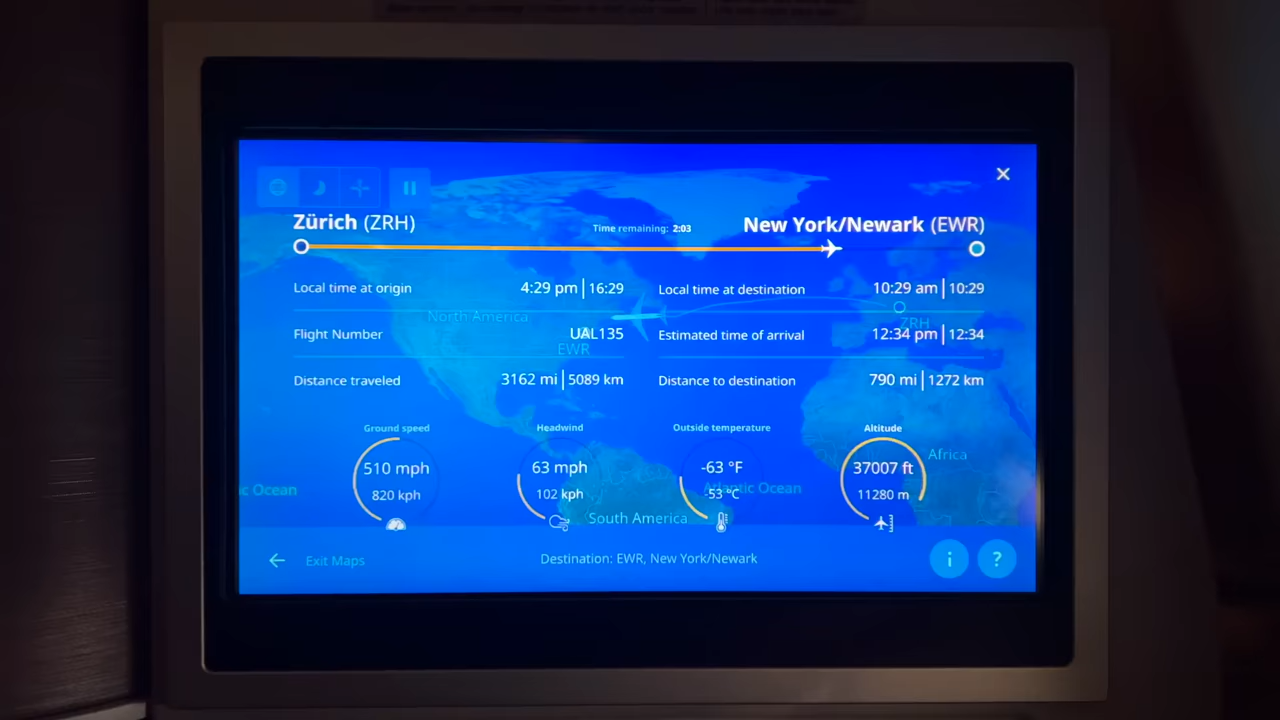 Zürich (ZRH)
Time remaining: 2:03
New York/Newark (EWR)
Local time at origin 4:29 pm | 16:29
Local time at destination 10:29 am | 10:29
North America
ZRH
Flight Number UAL135
Estimated time of arrival 12:34 pm | 12:34
EWR
Distance traveled 3162 mi | 5089 km
Distance to destination 790 mi | 1272 km
Ground speed
Headwind
Outside temperature
Altitude
Africa
510 mph
63 mph
-63 °F
37007 ft
820 kph
102 kph
-53 °C
11280 m
c Ocean
Atlantic Ocean
South America
Exit Maps
Destination: EWR, New York/Newark
i
?